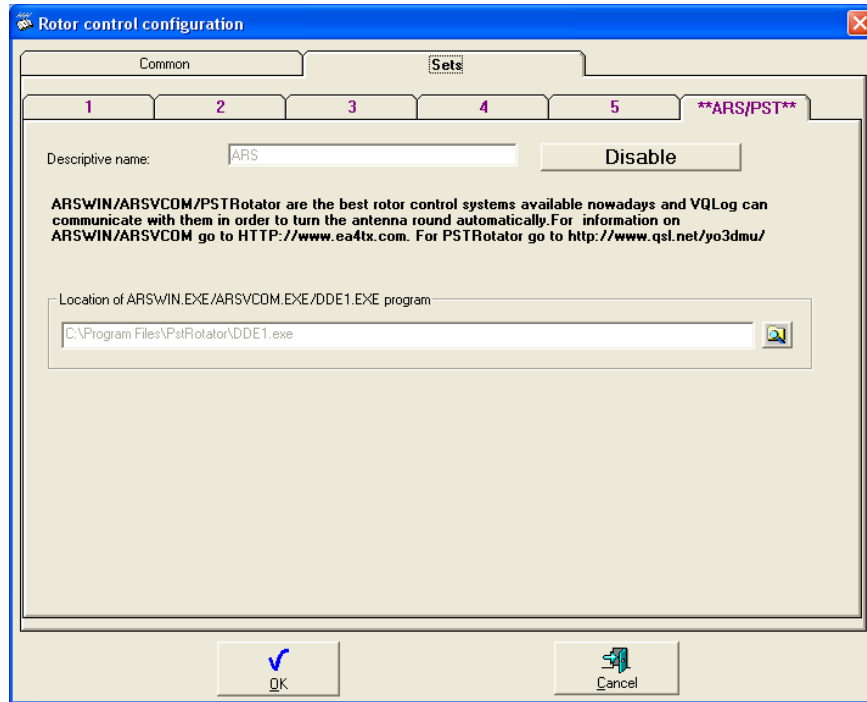 Rotor control configuration
Common
Sets
1
2
3
4
5
**ARS/PST**
Descriptive name:
ARS
Disable
ARSWIN/ARSVCOM/PSTRotator are the best rotor control systems available nowadays and VQLog can
communicate with them in order to turn the antenna round automatically.For information on
ARSWIN/ARSVCOM go to HTTP://www.ea4tx.com. For PSTRotator go to http://www.qsl.net/yo3dmu/
Location of ARSWIN.EXE/ARSVCOM.EXE/DDE1.EXE program
C:\Program Files\PstRotator\DDE1.exe
OK
Cancel